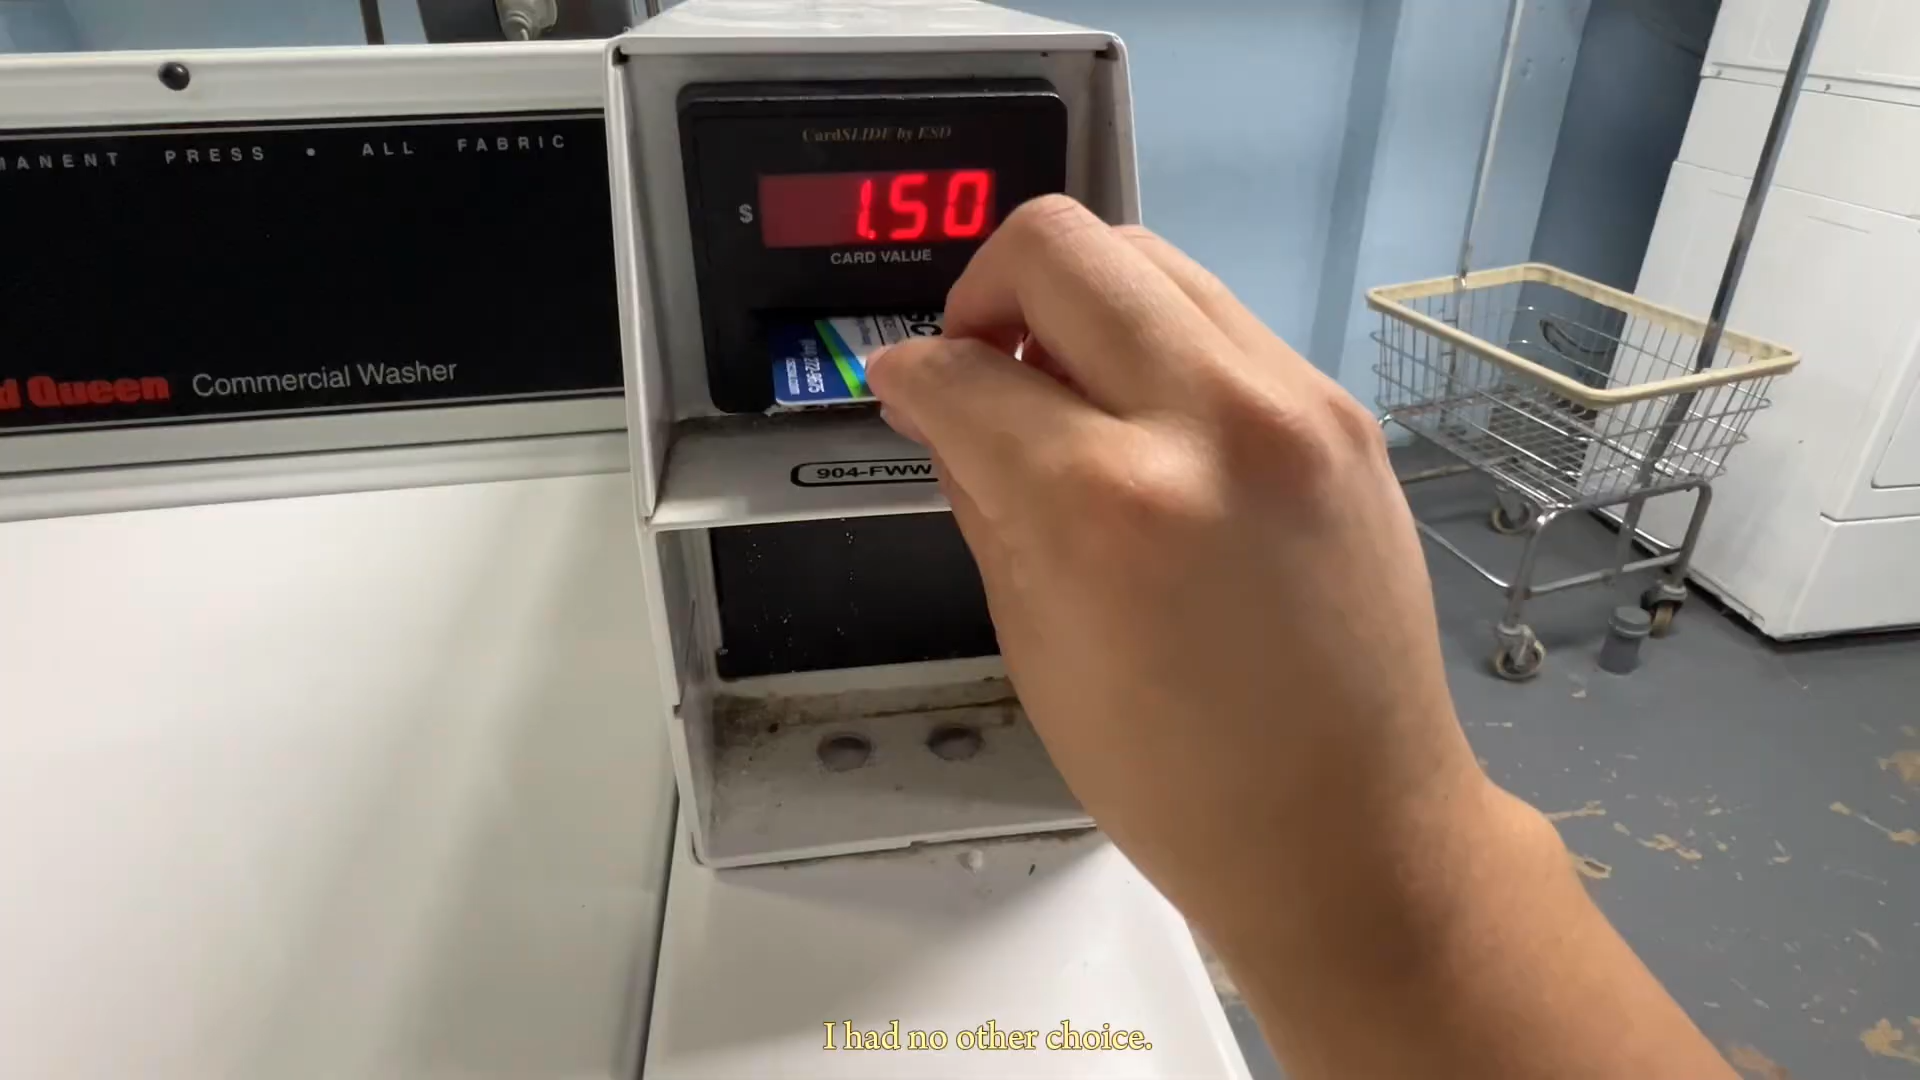 MANENT PRESS • ALL FABRIC
d Queen Commercial Washer
CardSLIDE by ESD
$ 1.50
CARD VALUE
SC
904-FWW
I had no other choice.